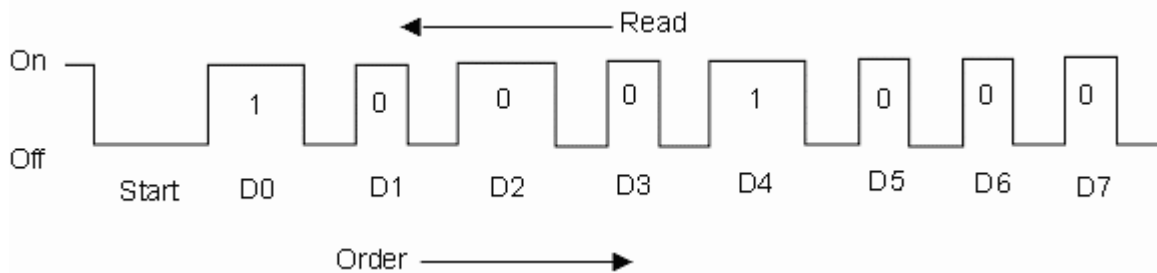 Read
On
1 0 0 0 1 0 0 0
Off
Start D0 D1 D2 D3 D4 D5 D6 D7
Order